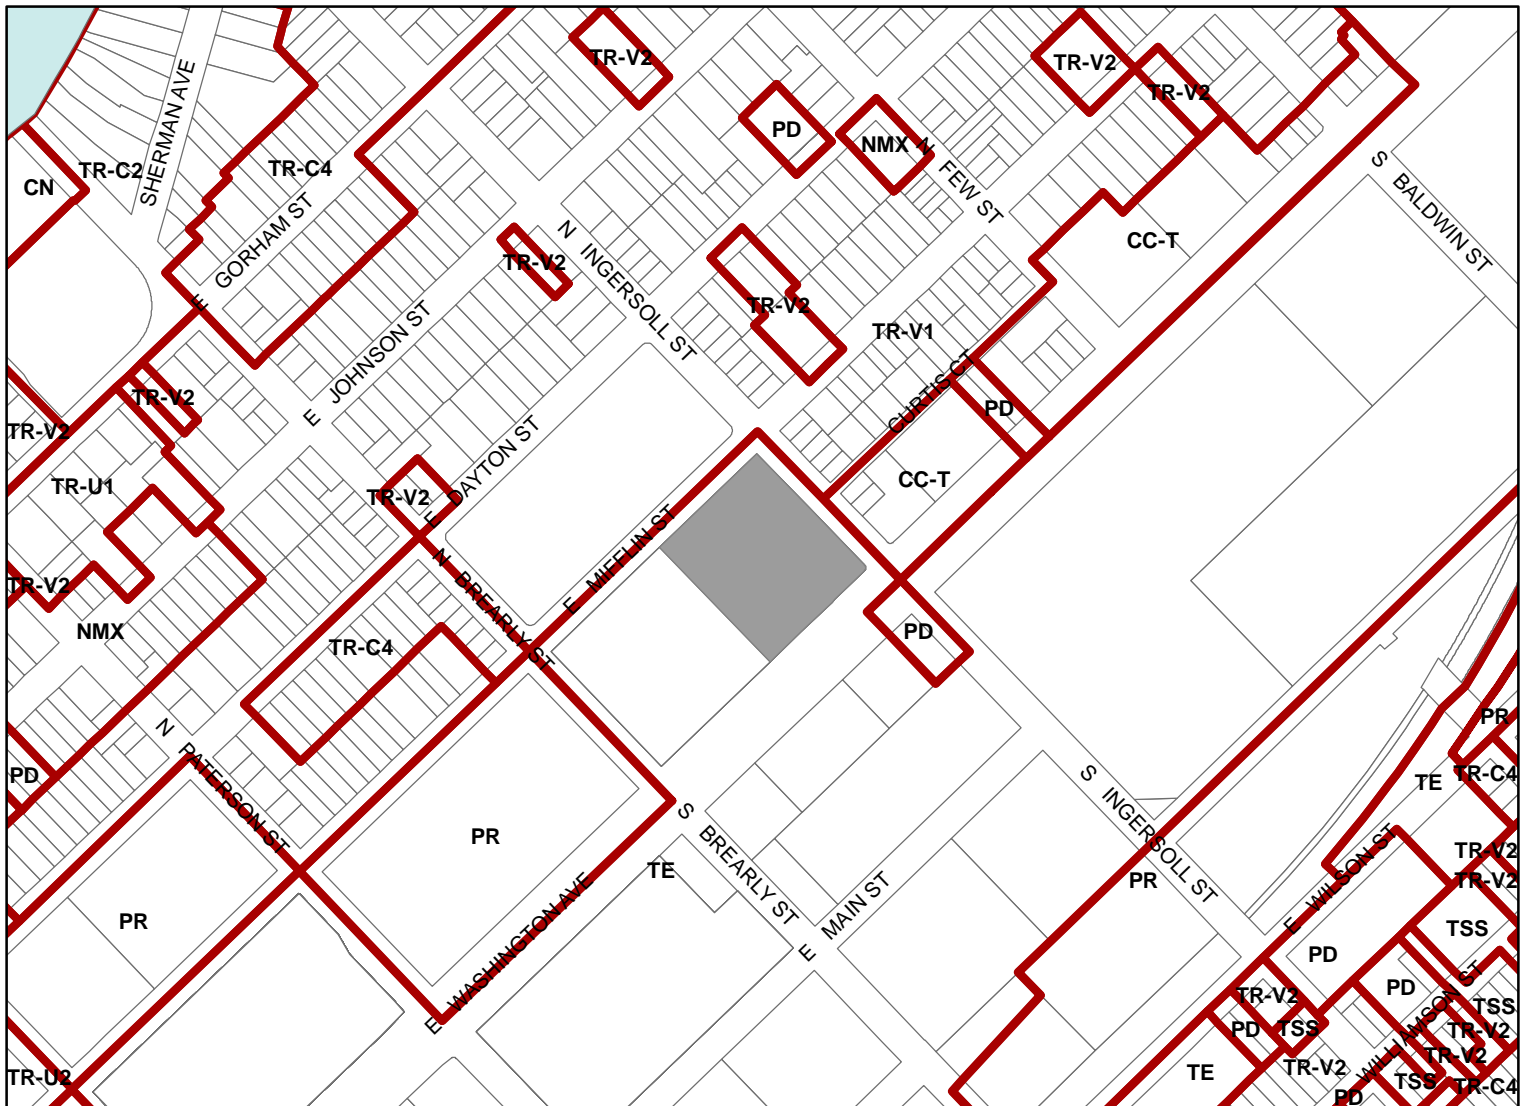 TR-V2
TR-V2
TR-V2
SHERMAN AVE
PD
NMX
N FEW ST
TR-C2
TR-C4
CN
S BALDWIN ST
E GORHAM ST
N INGERSOLL ST
TR-V2
CC-T
TR-V2
TR-V1
E JOHNSON ST
CURTIS CT
TR-V2
PD
TR-V2
E DAYTON ST
CC-T
TR-U1
TR-V2
E MIFFLIN ST
TR-V2
N BREARLY ST
NMX
TR-C4
PD
PR
N PATERSON ST
PD
TR-C4
TE
S INGERSOLL ST
PR
S BREARLY ST
TE
E WASHINGTON AVE
E MAIN ST
PR
E WILSON ST
TR-V2
TR-V2
PR
TSS
PD
PD
TR-V2
WILLIAMSON ST
TSS
PD
TSS
TR-V2
TR-V2
TR-V2
TE
TSS
TR-C4
PD
TR-U2